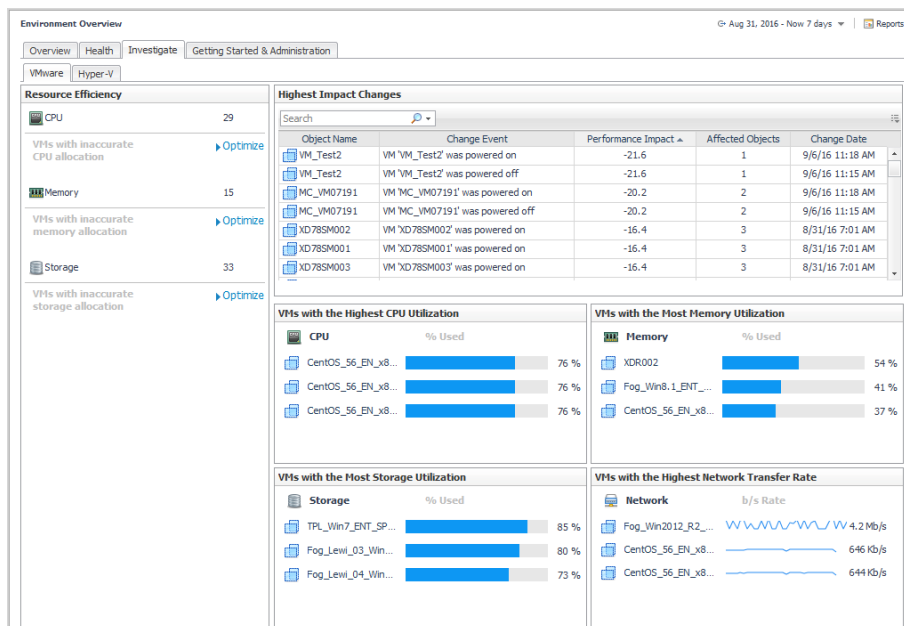 Environment Overview
Aug 31, 2016 - Now 7 days
Reports
Overview Health Investigate Getting Started & Administration
VMware Hyper-V
Resource Efficiency
CPU 29
VMs with inaccurate
CPU allocation
Optimize
Memory 15
VMs with inaccurate
memory allocation
Optimize
Storage 33
VMs with inaccurate
storage allocation
Optimize
Highest Impact Changes
Search
Object Name Change Event Performance Impact Affected Objects Change Date
VM_Test2 VM 'VM_Test2' was powered on -21.6 1 9/6/16 11:18 AM
VM_Test2 VM 'VM_Test2' was powered off -21.6 1 9/6/16 11:15 AM
MC_VM07191 VM 'MC_VM07191' was powered on -20.2 2 9/6/16 11:18 AM
MC_VM07191 VM 'MC_VM07191' was powered off -20.2 2 9/6/16 11:15 AM
XD78SM002 VM 'XD78SM002' was powered on -16.4 3 8/31/16 7:01 AM
XD78SM001 VM 'XD78SM001' was powered on -16.4 3 8/31/16 7:01 AM
XD78SM003 VM 'XD78SM003' was powered on -16.4 3 8/31/16 7:01 AM
VMs with the Highest CPU Utilization
CPU % Used
CentOS_56_EN_x8... 76 %
CentOS_56_EN_x8... 76 %
CentOS_56_EN_x8... 76 %
VMs with the Most Memory Utilization
Memory % Used
XDR002 54 %
Fog_Win8.1_ENT_... 41 %
CentOS_56_EN_x8... 37 %
VMs with the Most Storage Utilization
Storage % Used
TPL_Win7_ENT_SP... 85 %
Fog_Lewi_03_Win... 80 %
Fog_Lewi_04_Win... 73 %
VMs with the Highest Network Transfer Rate
Network b/s Rate
Fog_Win2012_R2_... 4.2 Mb/s
CentOS_56_EN_x8... 646 Kb/s
CentOS_56_EN_x8... 644 Kb/s